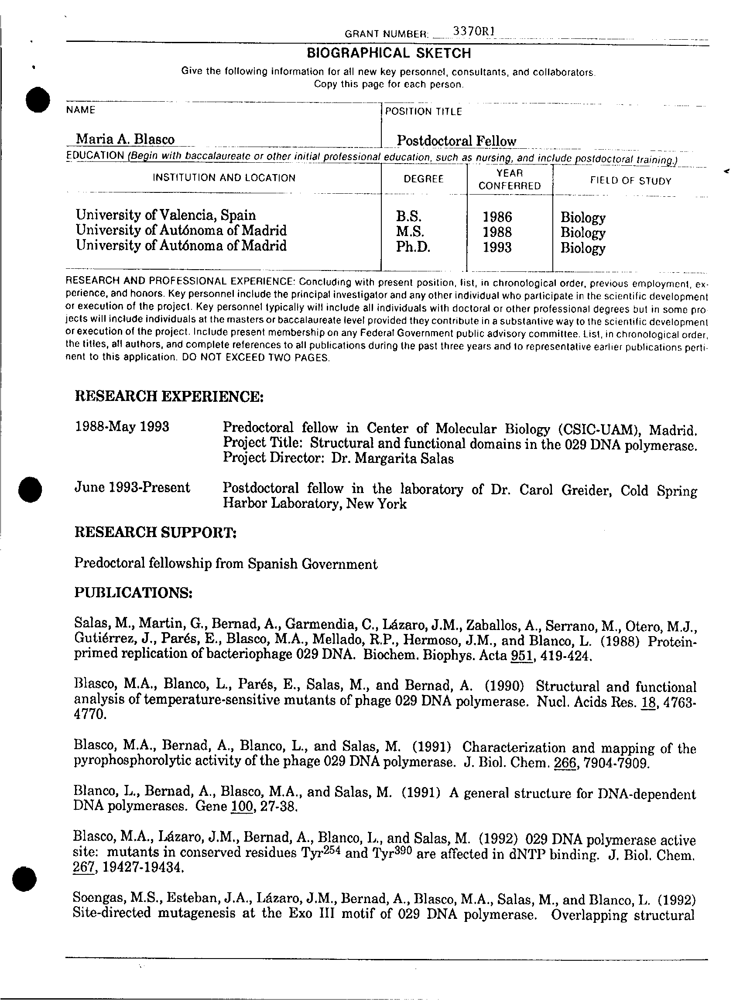 GRANT NUMBER: 3370R1
BIOGRAPHICAL SKETCH
Give the following information for all new key personnel, consultants, and collaborators.
Copy this page for each person.
NAME
POSITION TITLE
Maria A. Blasco
Postdoctoral Fellow
EDUCATION (Begin with baccalaureate or other initial professional education, such as nursing, and include postdoctoral training.)
INSTITUTION AND LOCATION DEGREE YEAR CONFERRED FIELD OF STUDY
University of Valencia, Spain B.S. 1986 Biology
University of Autónoma of Madrid M.S. 1988 Biology
University of Autónoma of Madrid Ph.D. 1993 Biology
RESEARCH AND PROFESSIONAL EXPERIENCE: Concluding with present position, list, in chronological order, previous employment, ex-
perience, and honors. Key personnel include the principal investigator and any other individual who participate in the scientific development
or execution of the project. Key personnel typically will include all individuals with doctoral or other professional degrees but in some pro
jects will include individuals at the masters or baccalaureate level provided they contribute in a substantive way to the scientific development
or execution of the project. Include present membership on any Federal Government public advisory committee. List, in chronological order,
the titles, all authors, and complete references to all publications during the past three years and to representative earlier publications perti-
nent to this application. DO NOT EXCEED TWO PAGES.
RESEARCH EXPERIENCE:
1988-May 1993 Predoctoral fellow in Center of Molecular Biology (CSIC-UAM), Madrid.
Project Title: Structural and functional domains in the 029 DNA polymerase.
Project Director: Dr. Margarita Salas
June 1993-Present Postdoctoral fellow in the laboratory of Dr. Carol Greider, Cold Spring
Harbor Laboratory, New York
RESEARCH SUPPORT:
Predoctoral fellowship from Spanish Government
PUBLICATIONS:
Salas, M., Martin, G., Bernad, A., Garmendia, C., Lázaro, J.M., Zaballos, A., Serrano, M., Otero, M.J.,
Gutiérrez, J., Parés, E., Blasco, M.A., Mellado, R.P., Hermoso, J.M., and Blanco, L. (1988) Protein-
primed replication of bacteriophage 029 DNA. Biochem. Biophys. Acta 951, 419-424.
Blasco, M.A., Blanco, L., Parés, E., Salas, M., and Bernad, A. (1990) Structural and functional
analysis of temperature-sensitive mutants of phage 029 DNA polymerase. Nucl. Acids Res. 18, 4763-
4770.
Blasco, M.A., Bernad, A., Blanco, L., and Salas, M. (1991) Characterization and mapping of the
pyrophosphorolytic activity of the phage 029 DNA polymerase. J. Biol. Chem. 266, 7904-7909.
Blanco, L., Bernad, A., Blasco, M.A., and Salas, M. (1991) A general structure for DNA-dependent
DNA polymerases. Gene 100, 27-38.
Blasco, M.A., Lázaro, J.M., Bernad, A., Blanco, L., and Salas, M. (1992) 029 DNA polymerase active
site: mutants in conserved residues Tyr254 and Tyr390 are affected in dNTP binding. J. Biol. Chem.
267, 19427-19434.
Soengas, M.S., Esteban, J.A., Lázaro, J.M., Bernad, A., Blasco, M.A., Salas, M., and Blanco, L. (1992)
Site-directed mutagenesis at the Exo III motif of 029 DNA polymerase. Overlapping structural